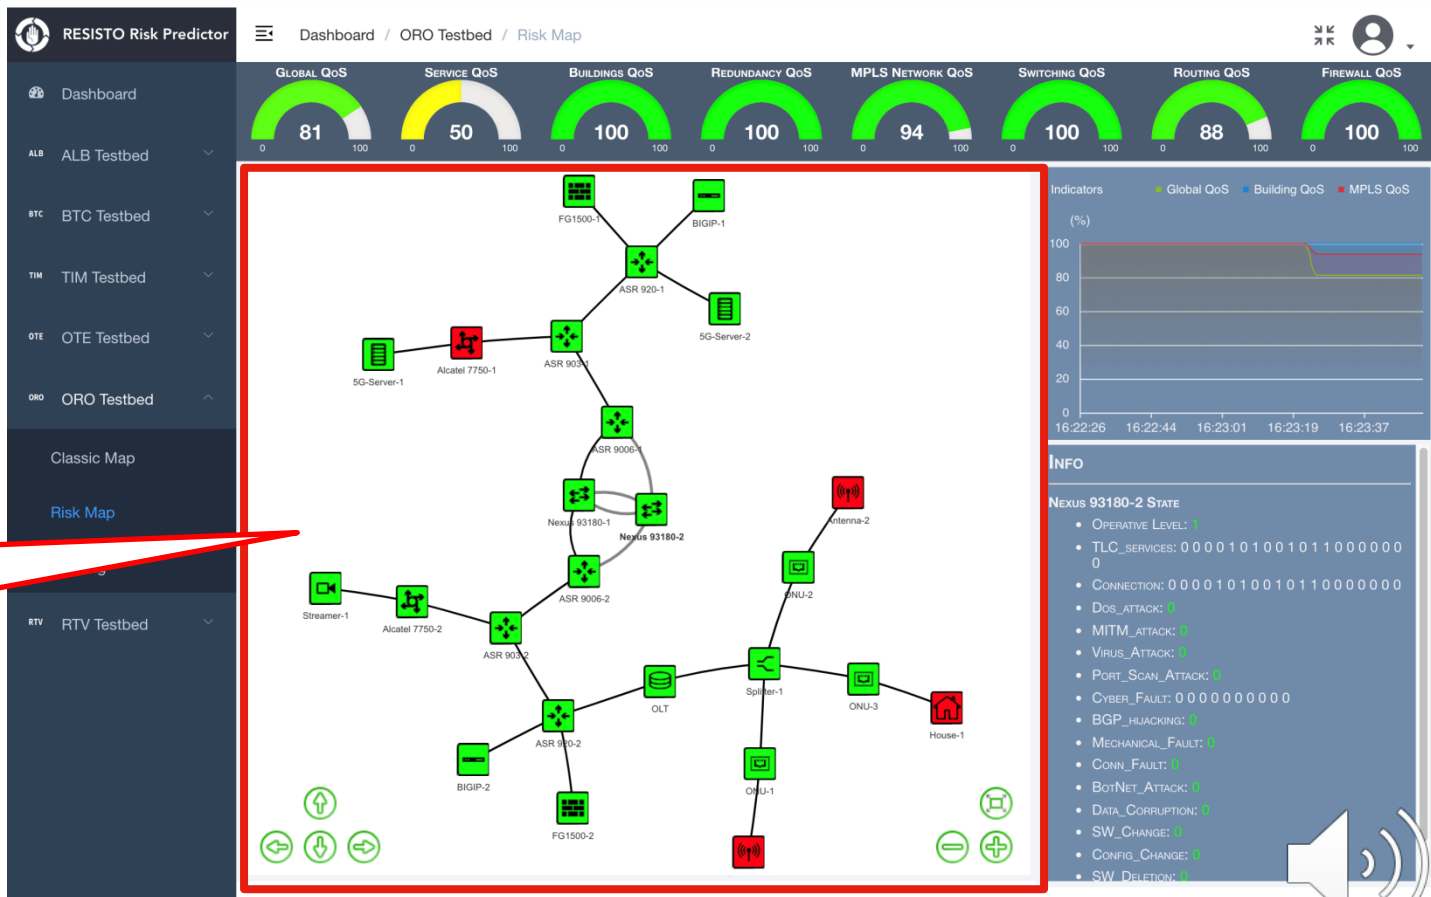 RESISTO Risk Predictor
Dashboard / ORO Testbed / Risk Map
Dashboard
ALB ALB Testbed
BTC BTC Testbed
TIM TIM Testbed
OTE OTE Testbed
ORO ORO Testbed
Classic Map
Risk Map
RTV RTV Testbed
GLOBAL QOS
81
0 100
SERVICE QOS
50
0 100
BUILDINGS QOS
100
0 100
REDUNDANCY QOS
100
0 100
MPLS NETWORK QOS
94
0 100
SWITCHING QOS
100
0 100
ROUTING QOS
88
0 100
FIREWALL QOS
100
0 100
FG1500-1
BIGIP-1
ASR 920-1
5G-Server-2
ASR 903-1
Alcatel 7750-1
5G-Server-1
ASR 9006-1
Nexus 93180-1
Nexus 93180-2
Antenna-2
ASR 9006-2
ONU-2
Streamer-1
Alcatel 7750-2
ASR 903-2
Splitter-1
OLT
ONU-3
House-1
ASR 920-2
BIGIP-2
ONU-1
FG1500-2
Indicators Global QoS Building QoS MPLS QoS
(%)
100
80
60
40
20
0
16:22:26 16:22:44 16:23:01 16:23:19 16:23:37
INFO
NEXUS 93180-2 STATE
OPERATIVE LEVEL: 1
TLC_SERVICES: 0 0 0 0 1 0 1 0 0 1 0 1 1 0 0 0 0 0 0
0
CONNECTION: 0 0 0 0 1 0 1 0 0 1 0 1 1 0 0 0 0 0 0 0
DOS_ATTACK: 0
MITM_ATTACK: 0
VIRUS_ATTACK: 0
PORT_SCAN_ATTACK: 0
CYBER_FAULT: 0 0 0 0 0 0 0 0 0 0
BGP_HIJACKING: 0
MECHANICAL_FAULT: 0
CONN_FAULT: 0
BOTNET_ATTACK: 0
DATA_CORRUPTION: 0
SW_CHANGE: 0
CONFIG_CHANGE: 0
SW_DELETION: 0